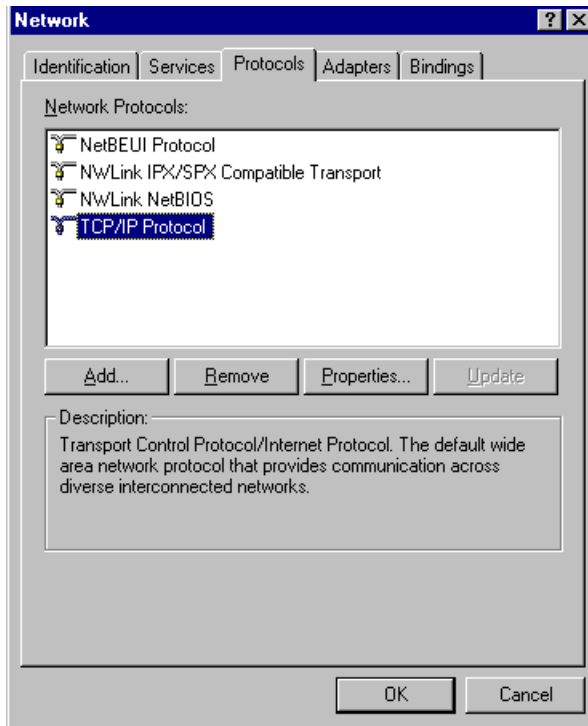 Network
Identification Services Protocols Adapters Bindings
Network Protocols:
NetBEUI Protocol
NWLink IPX/SPX Compatible Transport
NWLink NetBIOS
TCP/IP Protocol
Add... Remove Properties... Update
Description:
Transport Control Protocol/Internet Protocol. The default wide
area network protocol that provides communication across
diverse interconnected networks.
OK Cancel